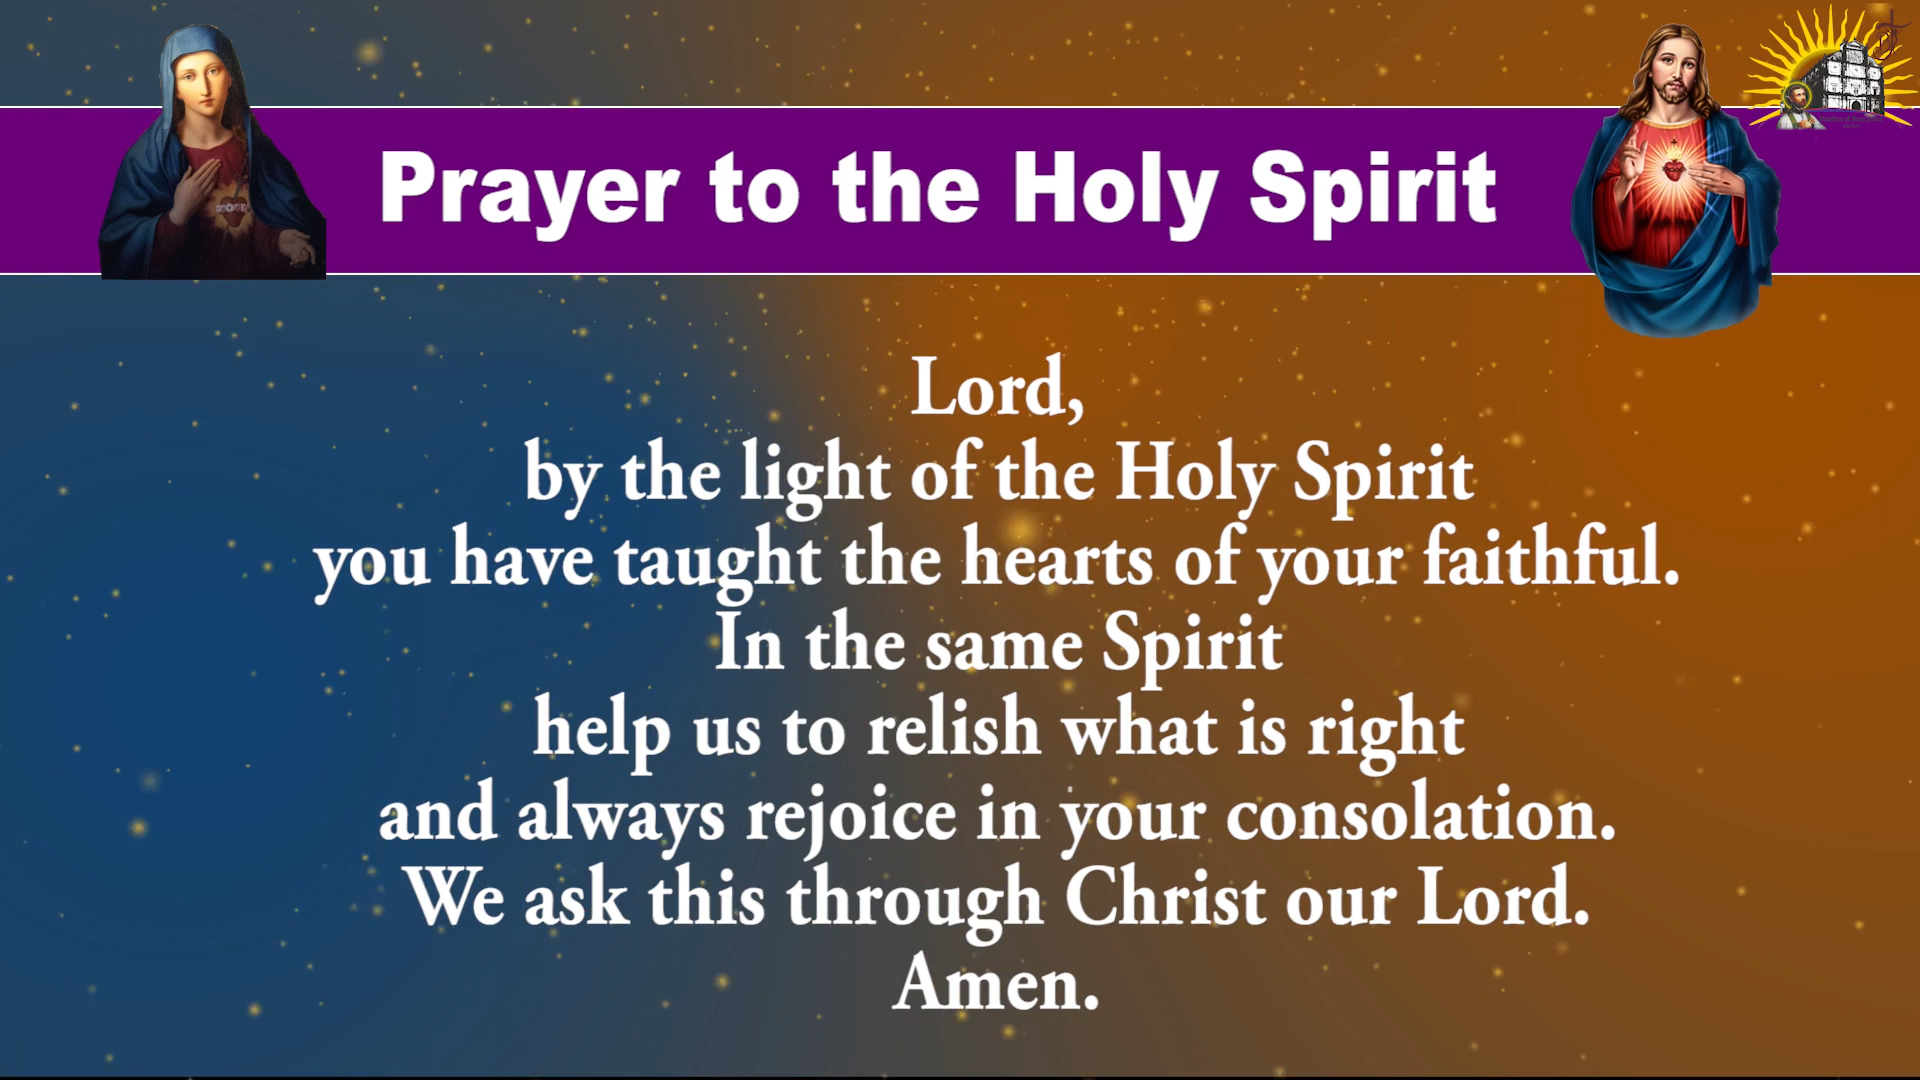 Prayer to the Holy Spirit
Lord,
by the light of the Holy Spirit
you have taught the hearts of your faithful.
In the same Spirit
help us to relish what is right
and always rejoice in your consolation.
We ask this through Christ our Lord.
Amen.